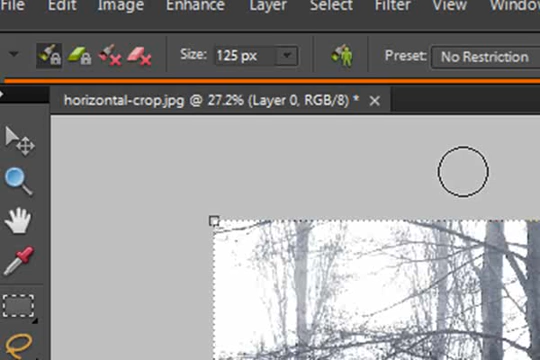 File Edit Image Enhance Layer Select Filter View Window
Size: 125 px Preset: No Restriction
horizontal-crop.jpg @ 27.2% (Layer 0, RGB/8) *